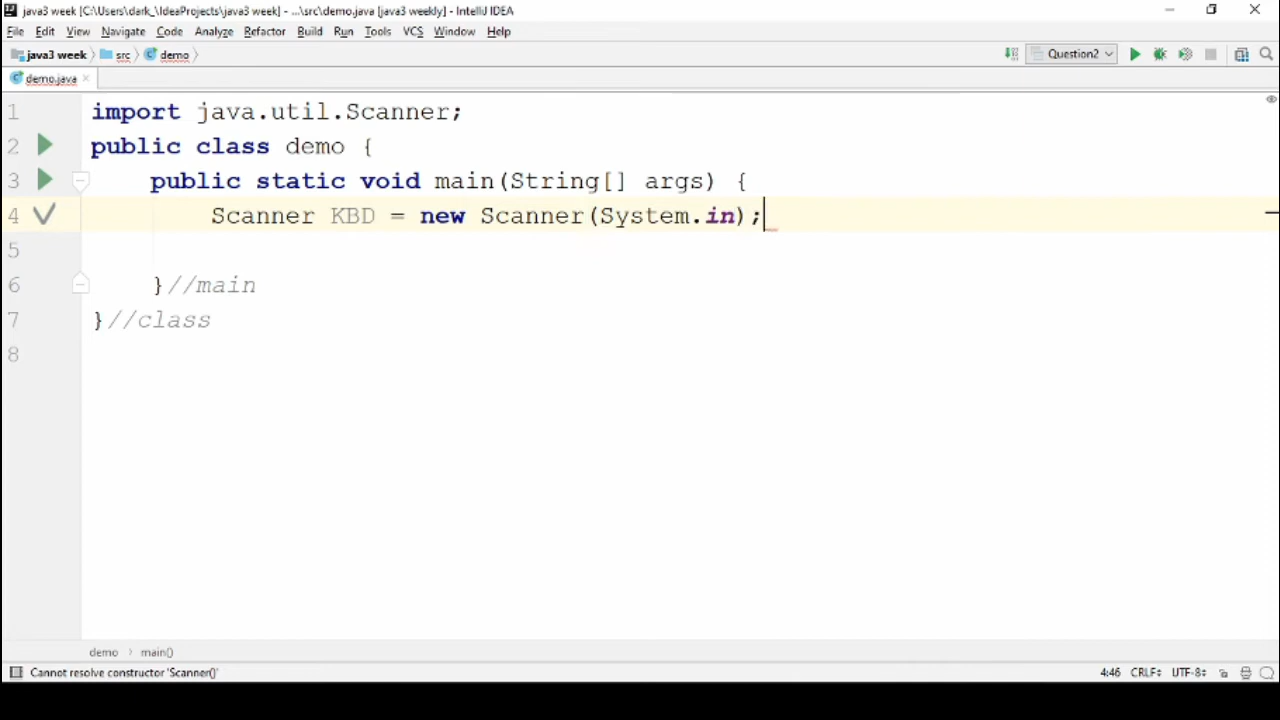 java3 week [C:\Users\dark_\IdeaProjects\java3 week] - ...\src\demo.java [java3 weekly] - IntelliJ IDEA
File Edit View Navigate Code Analyze Refactor Build Run Tools VCS Window Help
java3 week src demo Question2
demo.java
1 import java.util.Scanner;
2 public class demo {
3 public static void main(String[] args) {
4 Scanner KBD = new Scanner(System.in);
5
6 }//main
7 }//class
8
demo main()
Cannot resolve constructor 'Scanner()' 4:46 CRLF UTF-8